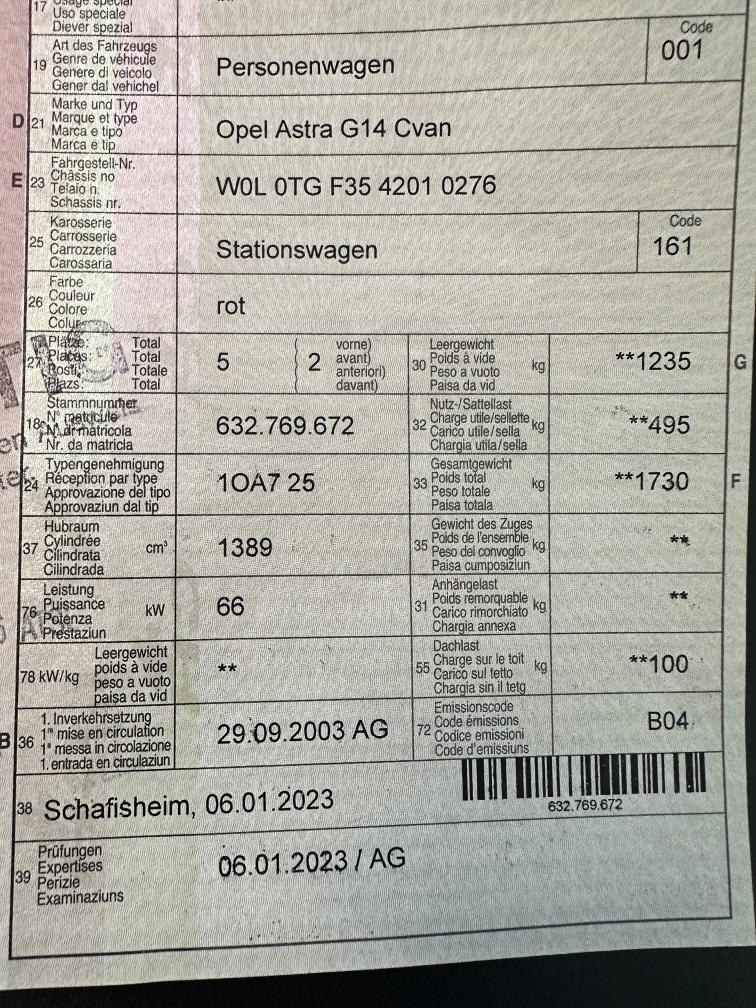 17 Usage spécial
Uso speciale
Diever spezial
19 Art des Fahrzeugs
Genre de véhicule
Genere di veicolo
Gener dal vehichel
Personenwagen
Code
001
D 21 Marke und Typ
Marque et type
Marca e tipo
Marca e tip
Opel Astra G14 Cvan
E 23 Fahrgestell-Nr.
Châssis no
Telaio n.
Schassis nr.
W0L 0TG F35 4201 0276
25 Karosserie
Carrosserie
Carrozzeria
Carossaria
Stationswagen
Code
161
26 Farbe
Couleur
Colore
Colur
rot
27 Plätze: Total
Places: Total
Posti: Totale
Plazs: Total
5 ( 2 vorne)
avant)
anteriori)
davant)
30 Leergewicht
Poids à vide
Peso a vuoto
Paisa da vid
kg
**1235
G
18 Stammnummer
N° matricule
N. di matricola
Nr. da matricla
632.769.672
32 Nutz-/Sattellast
Charge utile/sellette kg
Carico utile/sella
Chargia utila/sella
**495
24 Typengenehmigung
Réception par type
Approvazione del tipo
Approvaziun dal tip
1OA7 25
33 Gesamtgewicht
Poids total
Peso totale
Paisa totala
kg
**1730
F
37 Hubraum
Cylindrée
Cilindrata
Cilindrada
cm³
1389
35 Gewicht des Zuges
Poids de l'ensemble
Peso del convoglio kg
Paisa cumposiziun
**
76 Leistung
Puissance
Potenza
Prestaziun
kW
66
31 Anhängelast
Poids remorquable
Carico rimorchiato kg
Chargia annexa
**
78 kW/kg Leergewicht
poids à vide
peso a vuoto
paisa da vid
**
55 Dachlast
Charge sur le toit
Carico sul tetto
Chargia sin il tetg
kg
**100
B 36 1. Inverkehrsetzung
1re mise en circulation
1a messa in circolazione
1. entrada en circulaziun
29.09.2003 AG
72 Emissionscode
Code émissions
Codice emissioni
Code d'emissiuns
B04
38 Schafisheim, 06.01.2023
632.769.672
39 Prüfungen
Expertises
Perizie
Examinaziuns
06.01.2023 / AG